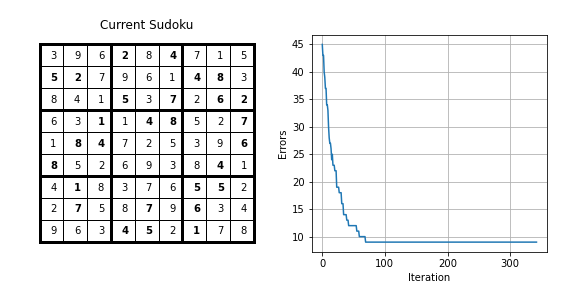 Current Sudoku
3 9 6 2 8 4 7 1 5
5 2 7 9 6 1 4 8 3
8 4 1 5 3 7 2 6 2
6 3 1 1 4 8 5 2 7
1 8 4 7 2 5 3 9 6
8 5 2 6 9 3 8 4 1
4 1 8 3 7 6 5 5 2
2 7 5 8 7 9 6 3 4
9 6 3 4 5 2 1 7 8
45
40
35
30
25
20
15
10
Errors
0 100 200 300
Iteration